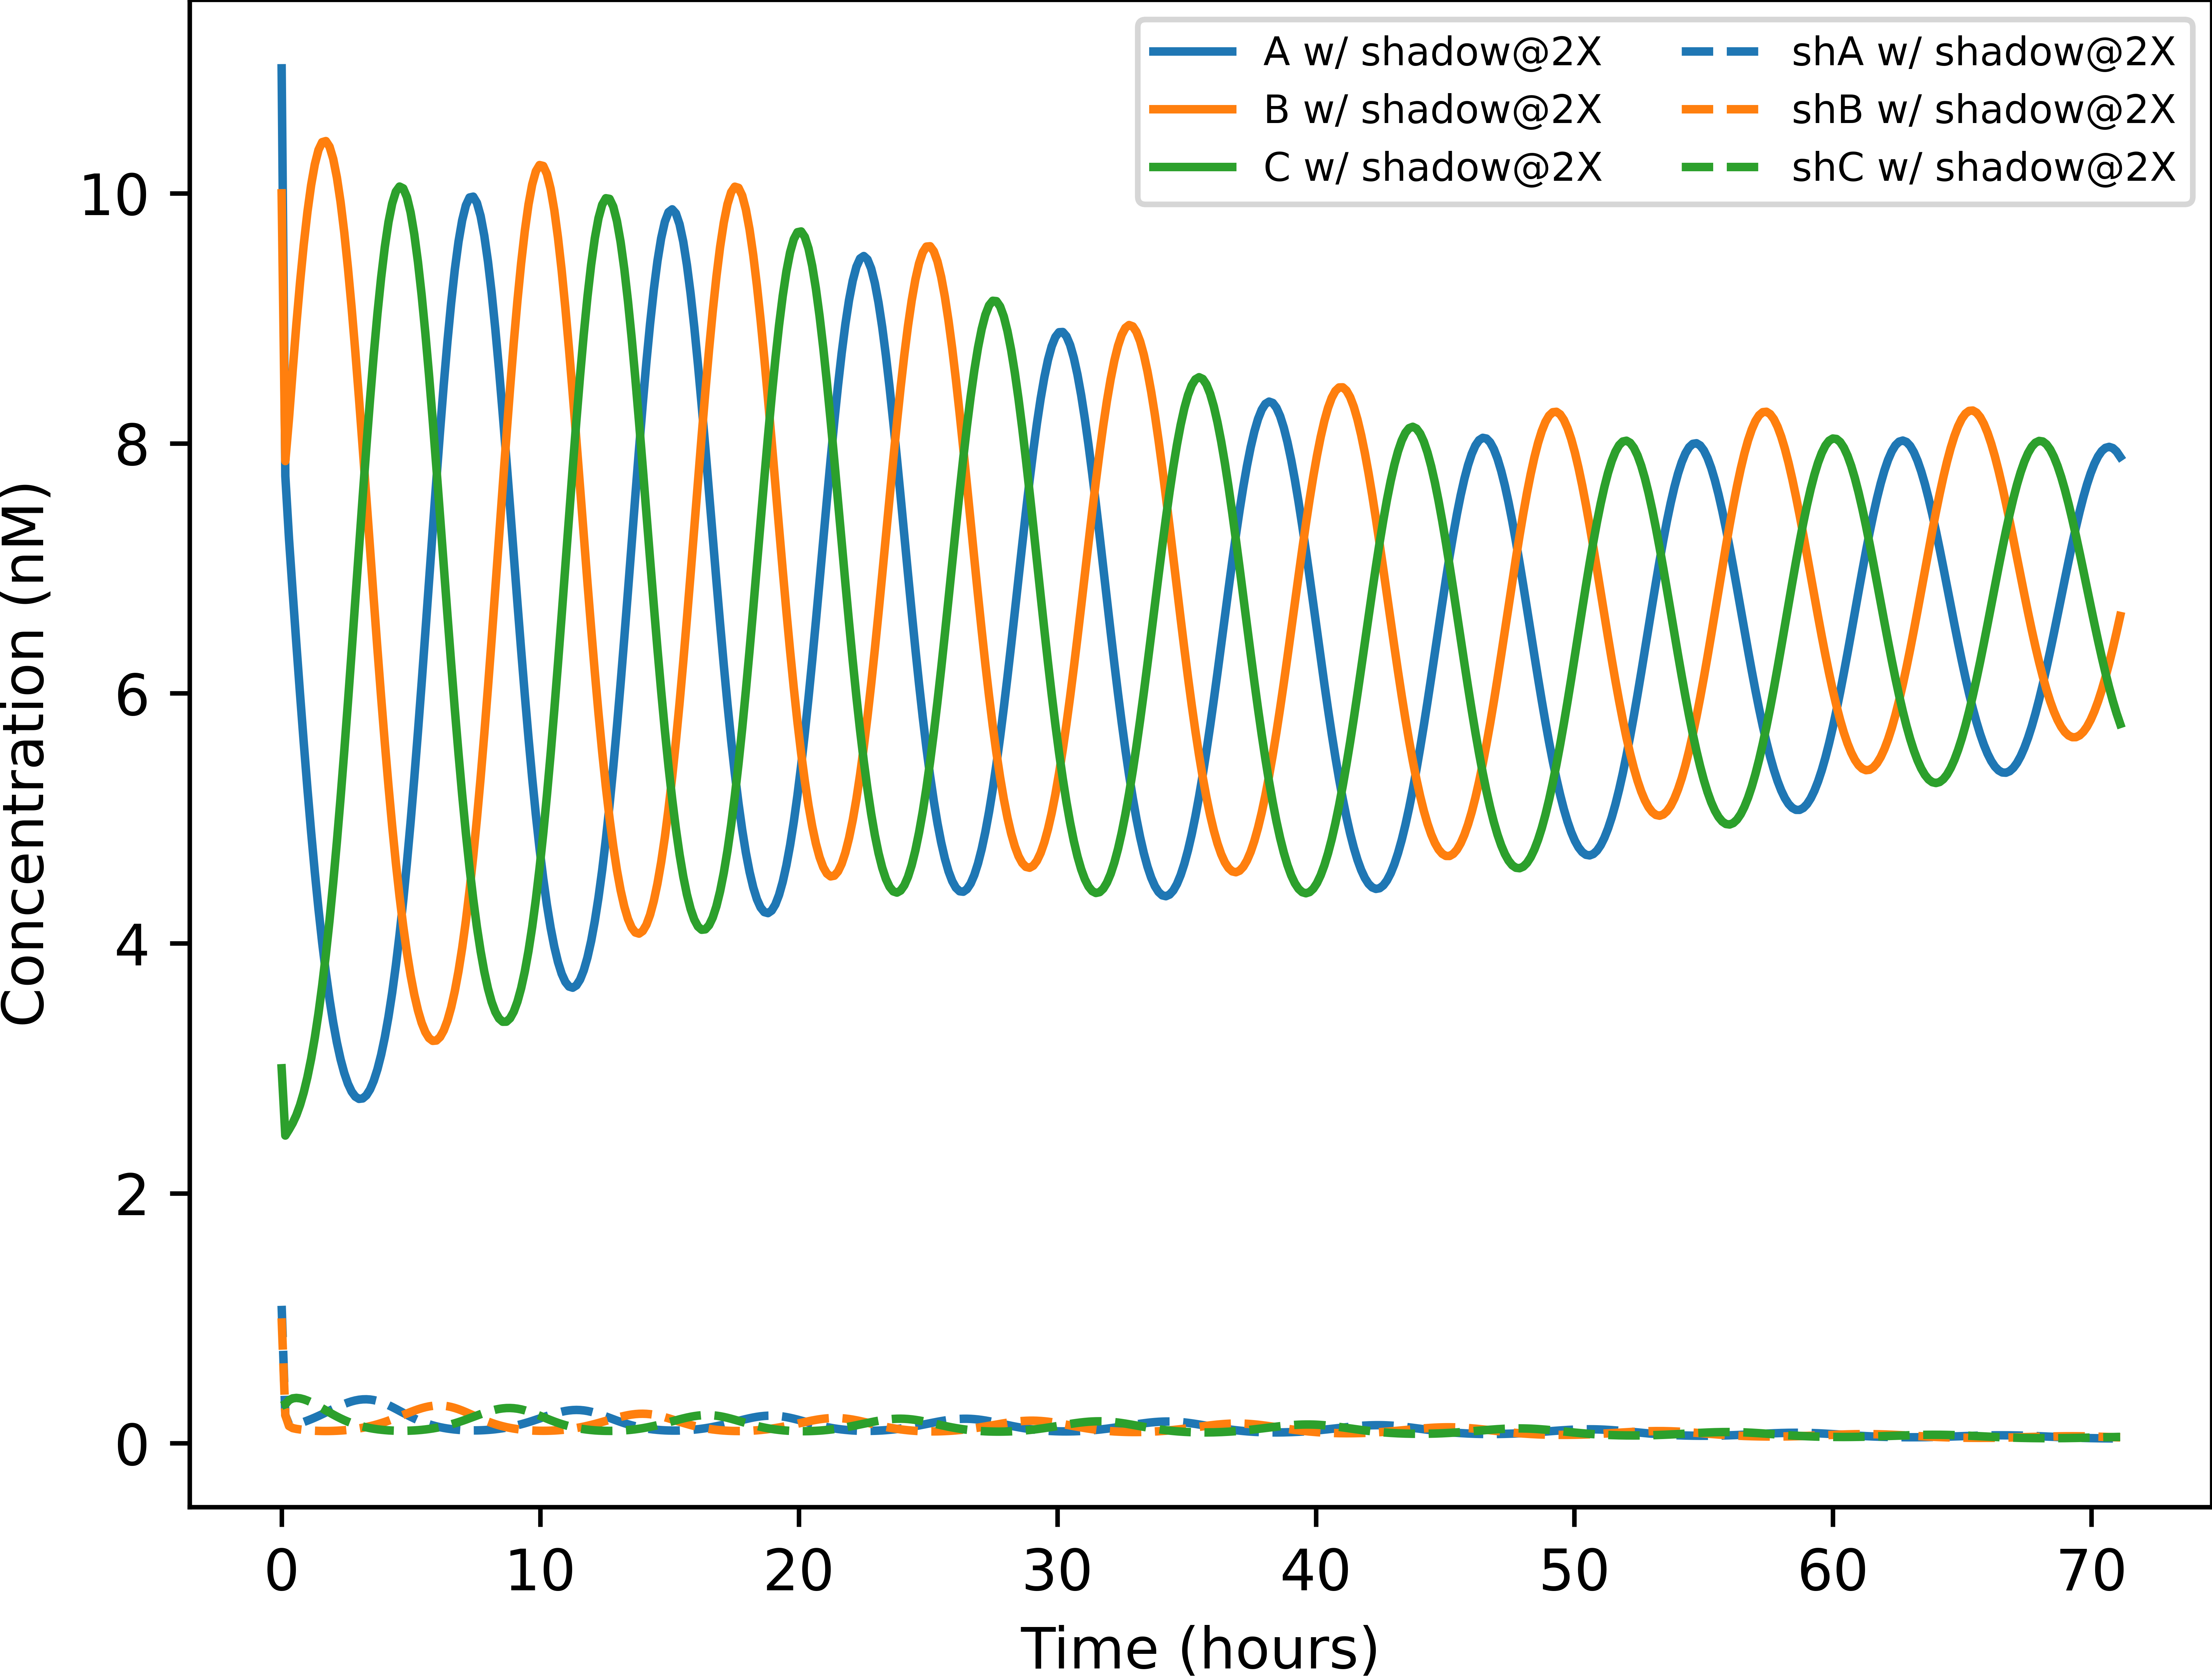 A w/ shadow@2X
B w/ shadow@2X
C w/ shadow@2X
shA w/ shadow@2X
shB w/ shadow@2X
shC w/ shadow@2X
Concentration (nM)
10
8
6
4
2
0
0 10 20 30 40 50 60 70
Time (hours)